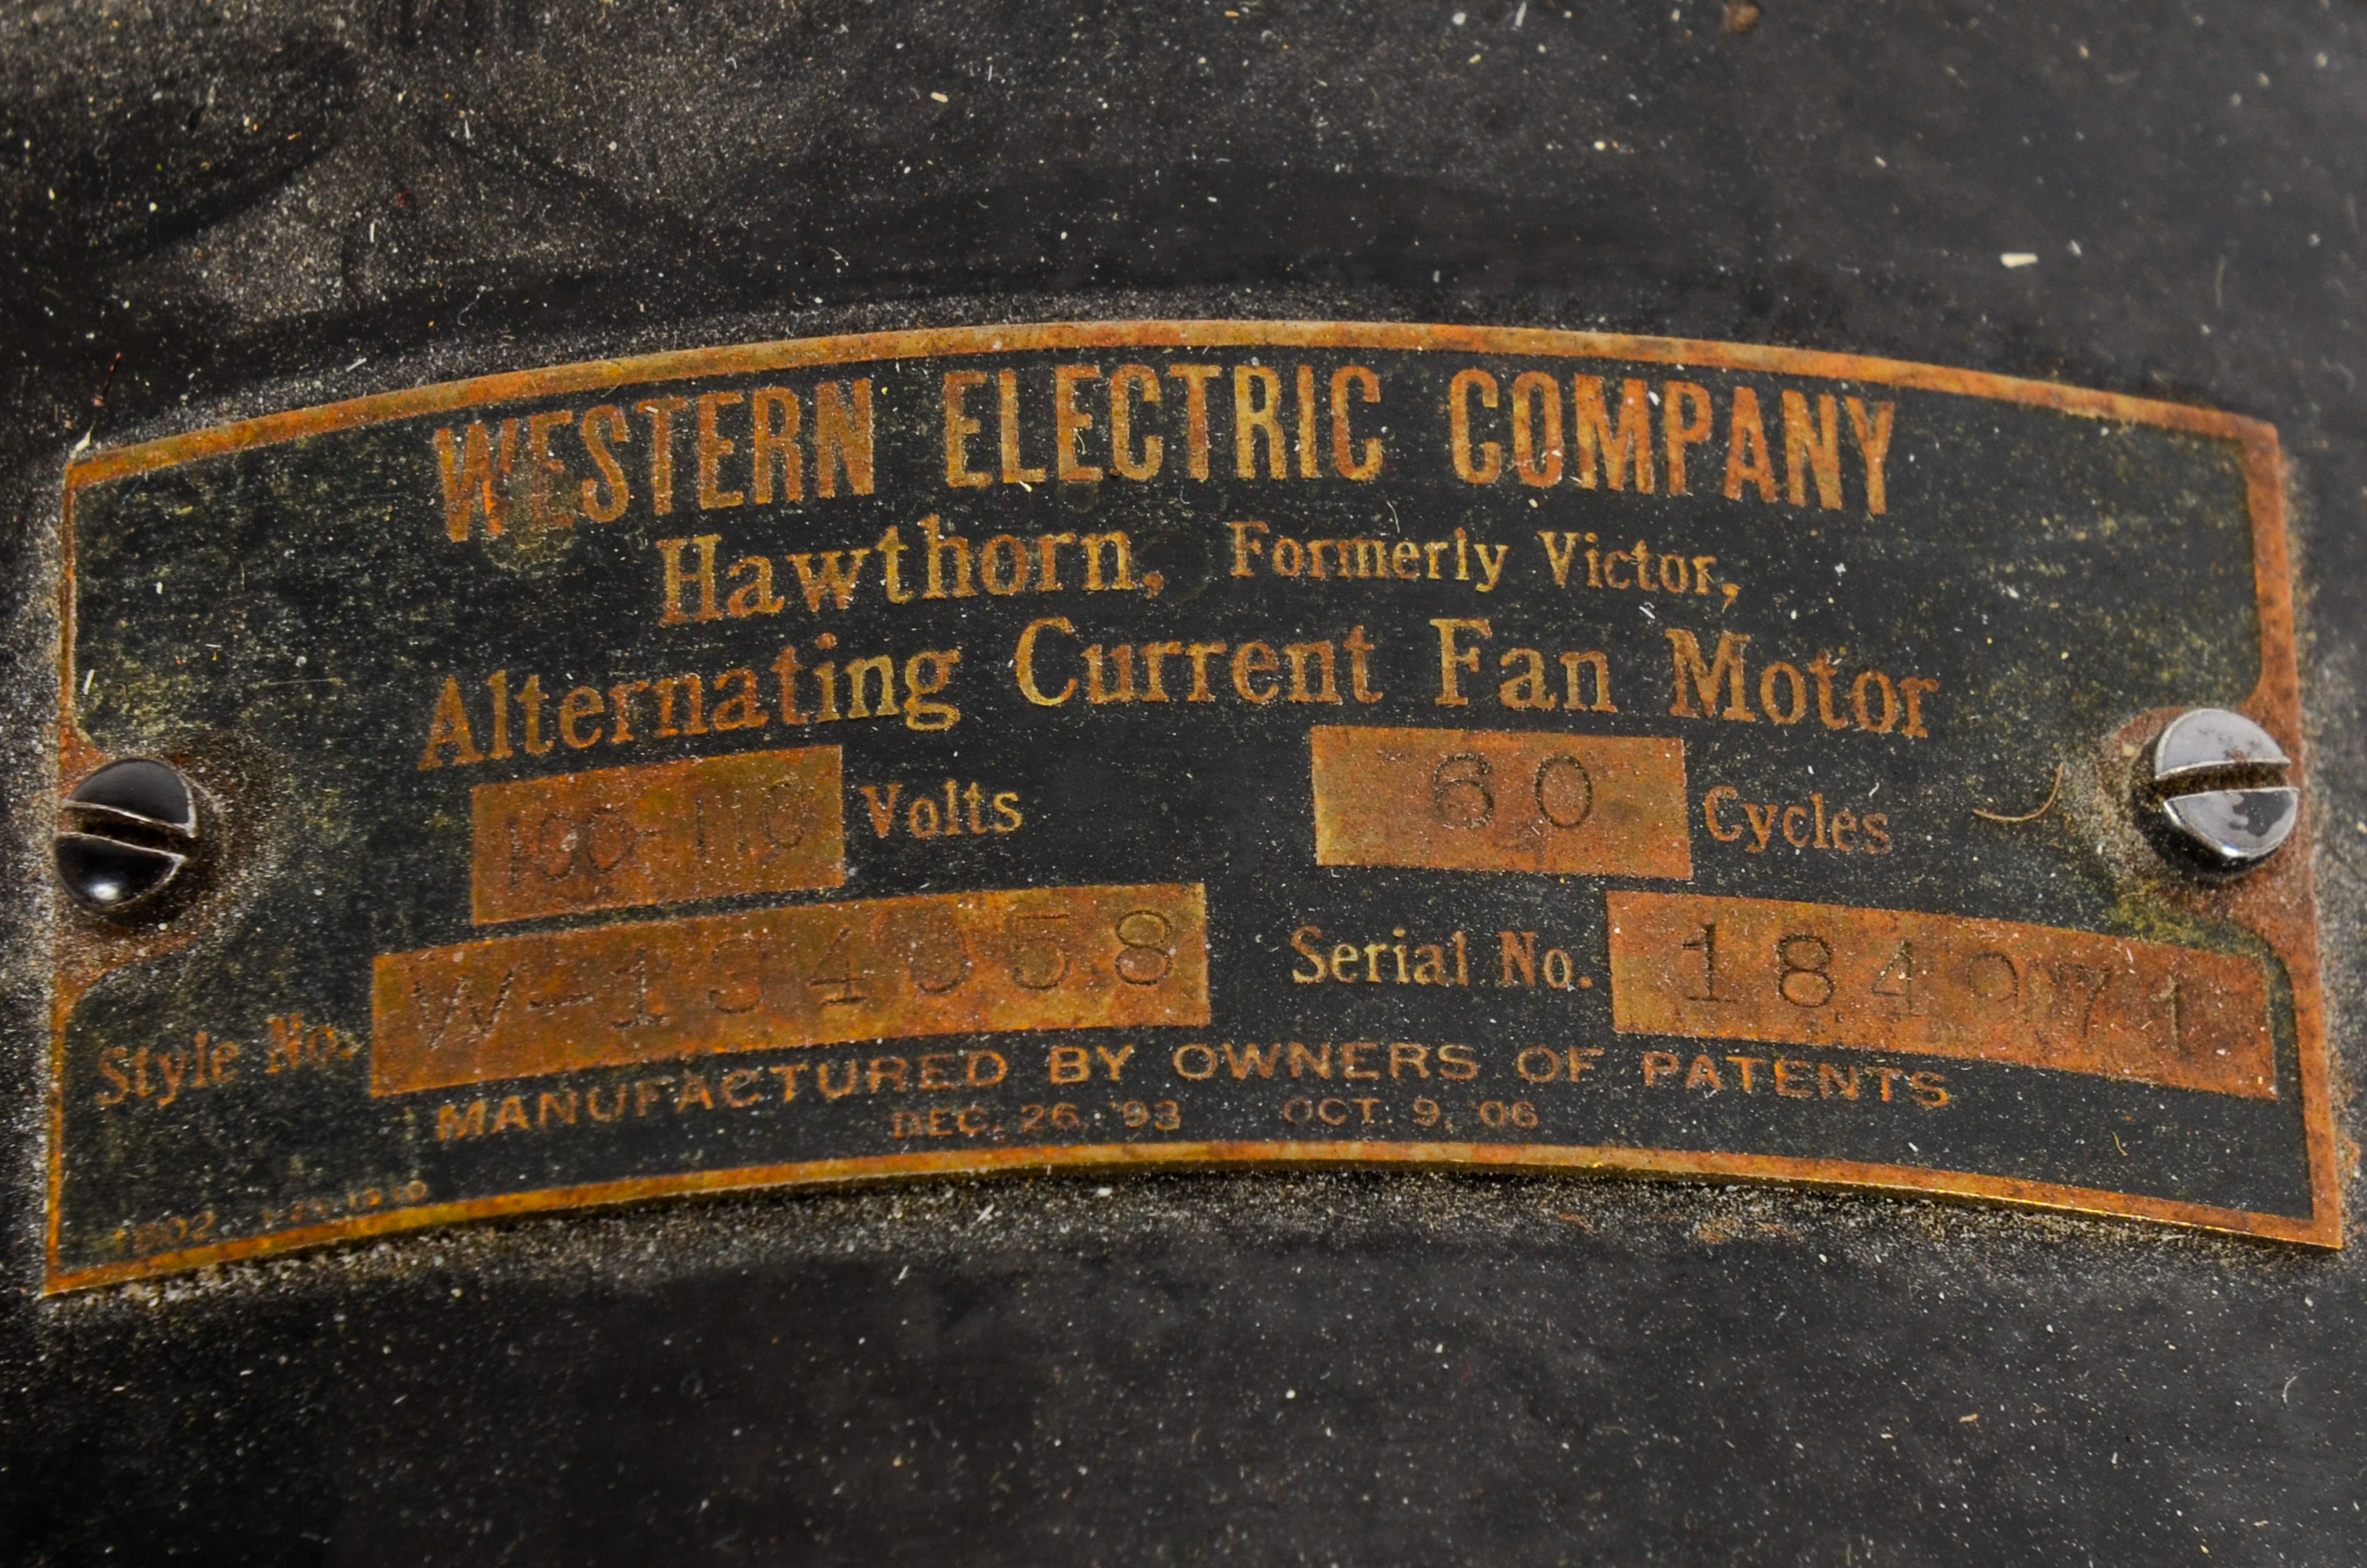 WESTERN ELECTRIC COMPANY
Hawthorn, Formerly Victor,
Alternating Current Fan Motor
100-110 Volts 60 Cycles
Style No. Serial No. 184971
MANUFACTURED BY OWNERS OF PATENTS
DEC. 26, '93 OCT. 9, '06